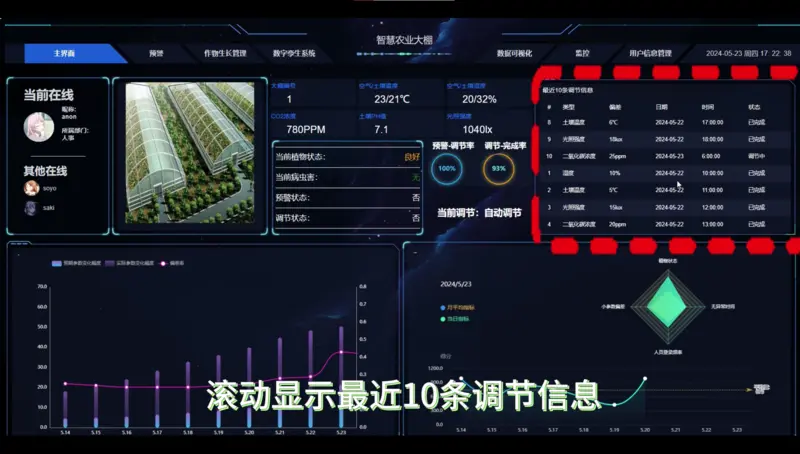 智慧农业大棚
主界面 预警 作物生长管理 数字孪生系统 数据可视化 监控 用户信息管理 2024-05-23 周四 17 22 38
当前在线
昵称:
anon
所属部门:
人事
其他在线
soyo
saki
大棚编号 空气/土壤温度 空气/土壤湿度
1 23/21℃ 20/32%
CO2浓度 土壤PH值 光照强度
780PPM 7.1 1040lx
当前植物状态: 良好
当前病虫害: 无
预警状态: 否
调节状态: 否
预警-调节率 调节-完成率
100% 93%
当前调节: 自动调节
最近10条调节信息
# 类型 偏差 日期 时间 状态
8 土壤温度 6℃ 2024-05-22 17:00:00 已完成
9 光照强度 18lux 2024-05-22 18:00:00 已完成
10 二氧化碳浓度 25ppm 2024-05-23 6:00:00 调节中
1 湿度 10% 2024-05-22 10:00:00 已完成
2 土壤温度 5℃ 2024-05-22 11:00:00 已完成
3 光照强度 15lux 2024-05-22 12:00:00 已完成
4 二氧化碳浓度 20ppm 2024-05-22 13:00:00 已完成
预期参数变化幅度 实际参数变化幅度 偏差率
70.0
60.0
50.0
40.0
30.0
20.0
10.0
0.0
0.8
0.7
0.6
0.5
0.4
0.1
0
5.14 5.15 5.16 5.17 5.18 5.19 5.20 5.21 5.22 5.23
2024/5/23
月平均指标
当日指标
植物状态
小参数偏差
无异常时间
人员登录频率
1,200.0
0.0
5.14 5.15 5.16 5.17 5.18 5.19 5.20 5.21 5.22 5.23
滚动显示最近10条调节信息